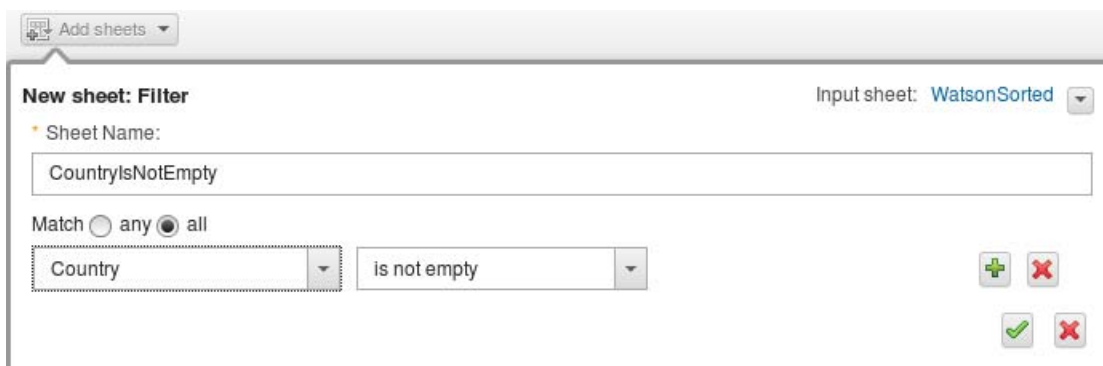 Add sheets
New sheet: Filter
Input sheet: WatsonSorted
* Sheet Name:
CountryIsNotEmpty
Match any all
Country is not empty